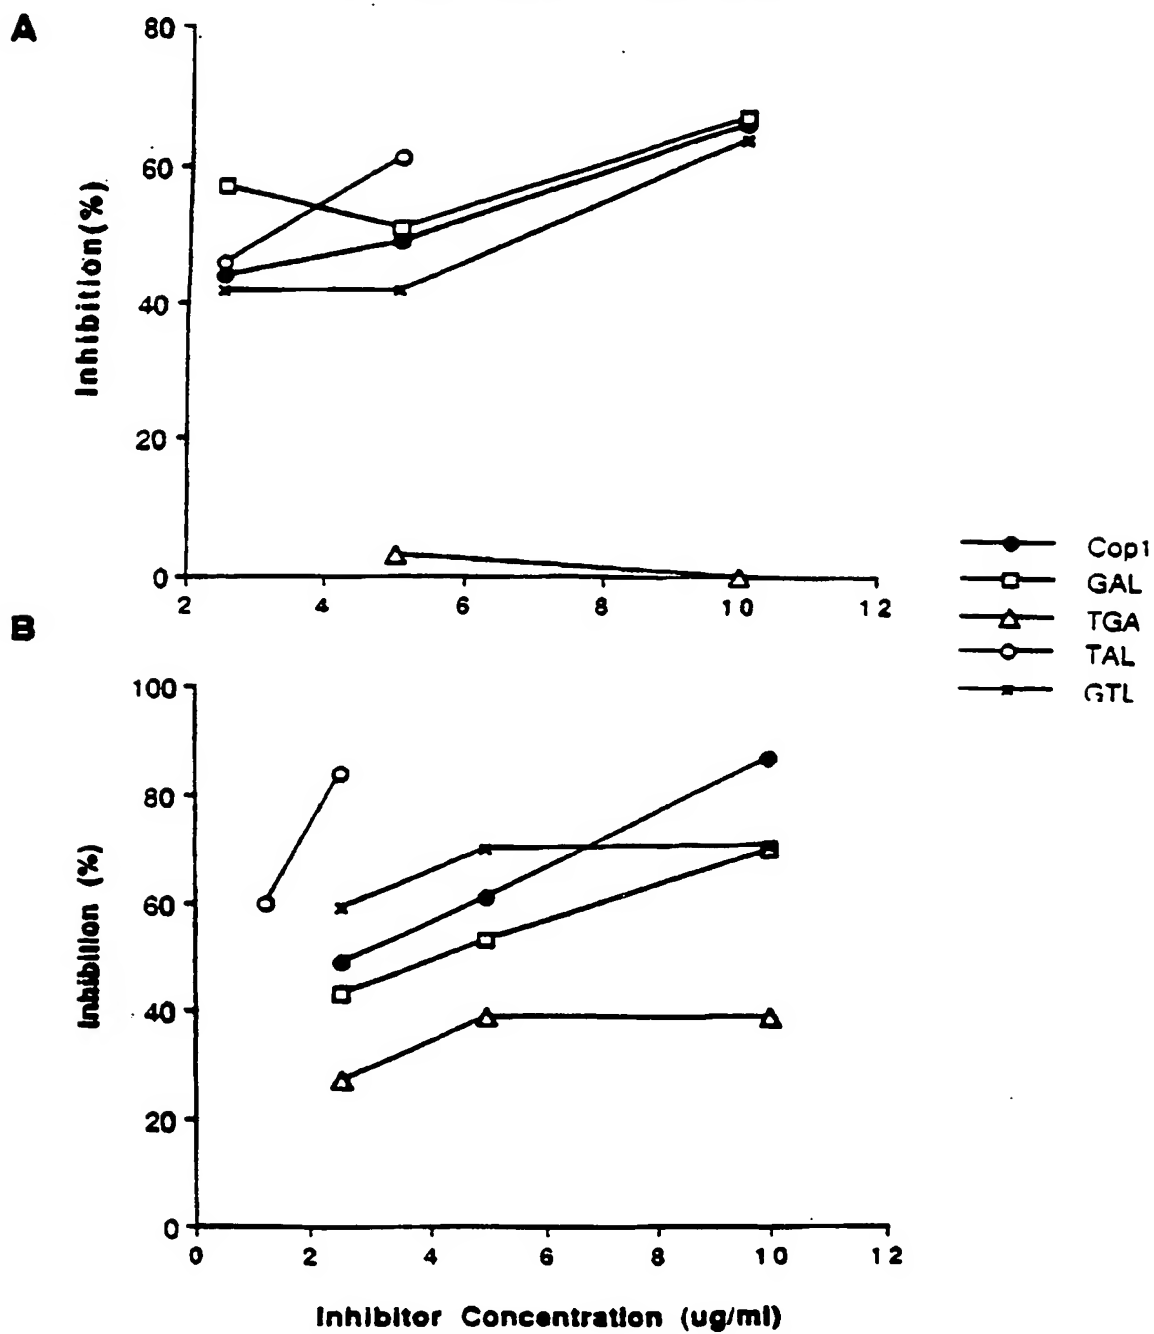 A
80
60
40
20
0
Inhibition(%)
2 4 6 8 10 12
Cop1
GAL
TGA
TAL
GTL
B
100
80
60
40
20
0
Inhibition (%)
0 2 4 6 8 10 12
Inhibitor Concentration (ug/ml)